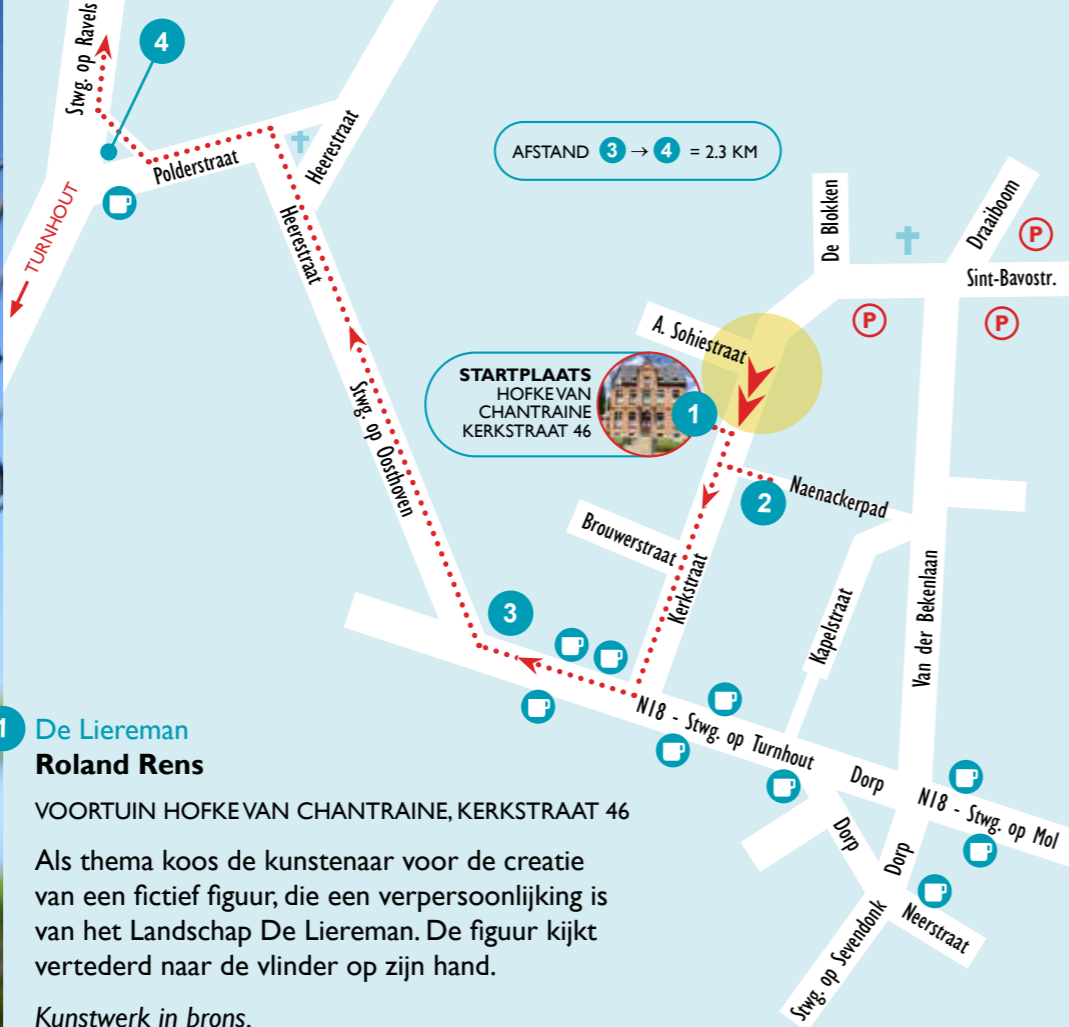 Stwg. op Ravels
4
Polderstraat
Heerestraat
Heerestraat
TURNHOUT
AFSTAND 3 → 4 = 2.3 KM
De Blokken
Draaiboom
P
Sint-Bavostr.
P
P
A. Sohiestraat
STARTPLAATS
HOFKE VAN
CHANTRAINE
KERKSTRAAT 46
1
2
Naenackerpad
Brouwerstraat
Kerkstraat
Stwg. op Oosthoven
3
Kapelstraat
Van der Bekenlaan
N18 - Stwg. op Turnhout
Dorp
N18 - Stwg. op Mol
Dorp
Dorp
Neerstraat
Stwg. op Sevendonk
1 De Liereman
Roland Rens
VOORTUIN HOFKE VAN CHANTRAINE, KERKSTRAAT 46
Als thema koos de kunstenaar voor de creatie
van een fictief figuur, die een verpersoonlijking is
van het Landschap De Liereman. De figuur kijkt
vertederd naar de vlinder op zijn hand.
Kunstwerk in brons.